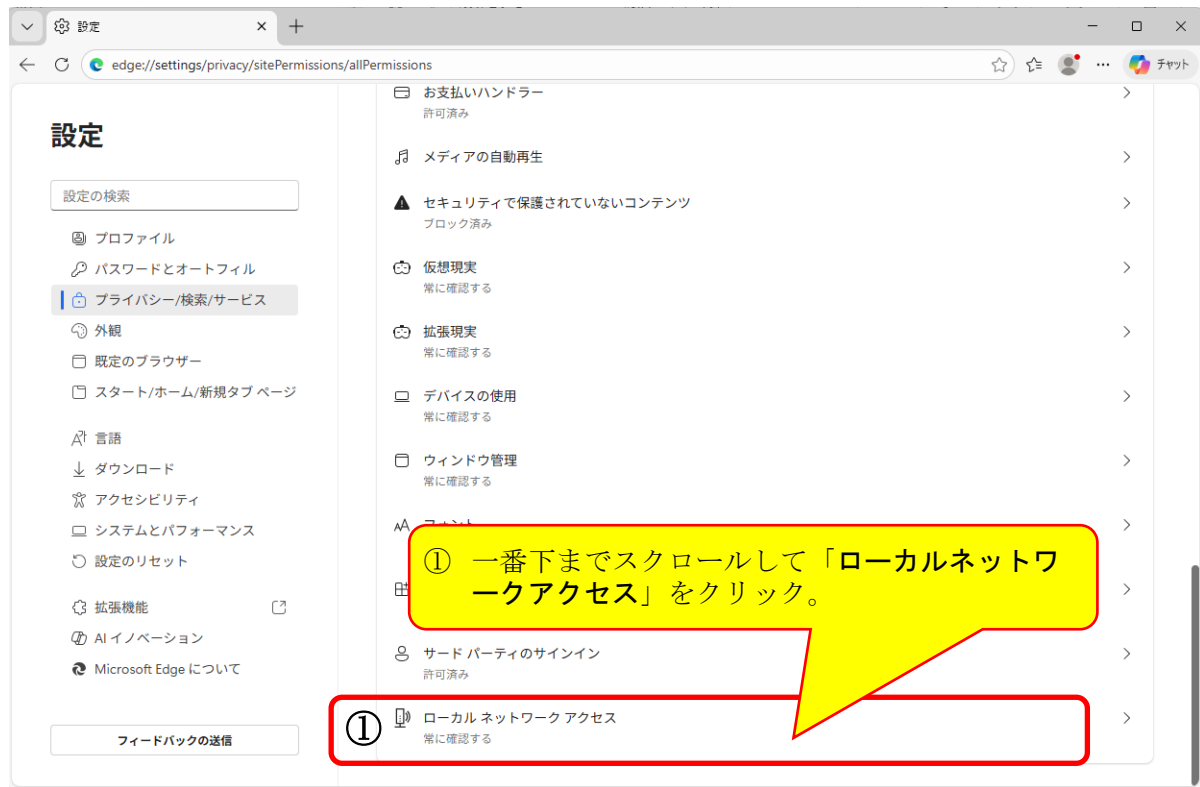 設定
edge://settings/privacy/sitePermissions/allPermissions
チャット
設定
設定の検索
プロファイル
パスワードとオートフィル
プライバシー/検索/サービス
外観
既定のブラウザー
スタート/ホーム/新規タブ ページ
言語
ダウンロード
アクセシビリティ
システムとパフォーマンス
設定のリセット
拡張機能
AI イノベーション
Microsoft Edge について
フィードバックの送信
お支払いハンドラー
許可済み
メディアの自動再生
セキュリティで保護されていないコンテンツ
ブロック済み
仮想現実
常に確認する
拡張現実
常に確認する
デバイスの使用
常に確認する
ウィンドウ管理
常に確認する
① 一番下までスクロールして「ローカルネットワ
ークアクセス」をクリック。
サード パーティのサインイン
許可済み
①
ローカル ネットワーク アクセス
常に確認する